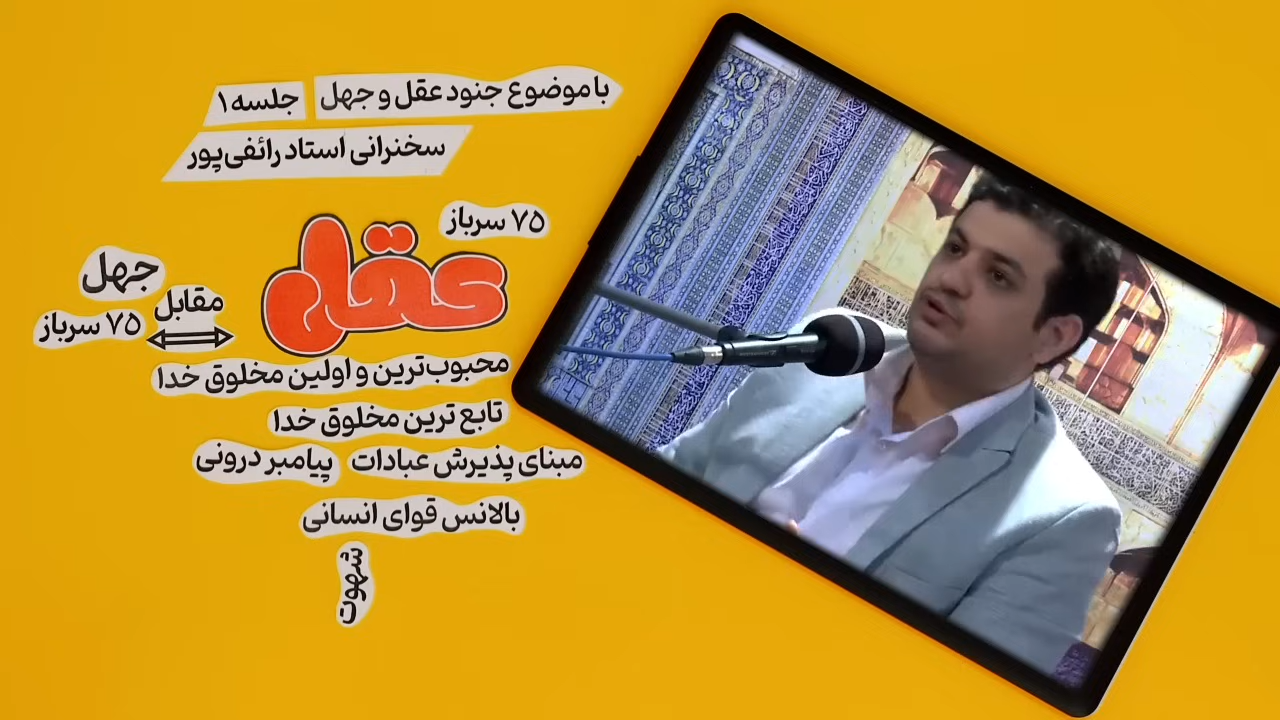 با موضوع جنود عقل و جهل جلسه ۱
سخنرانی استاد رائفی‌پور
۷۵ سرباز
عقل
جهل
مقابل
۷۵ سرباز
محبوب‌ترین و اولین مخلوق خدا
تابع ترین مخلوق خدا
مبنای پذیرش عبادات پیامبر درونی
بالانس قوای انسانی
شهوت